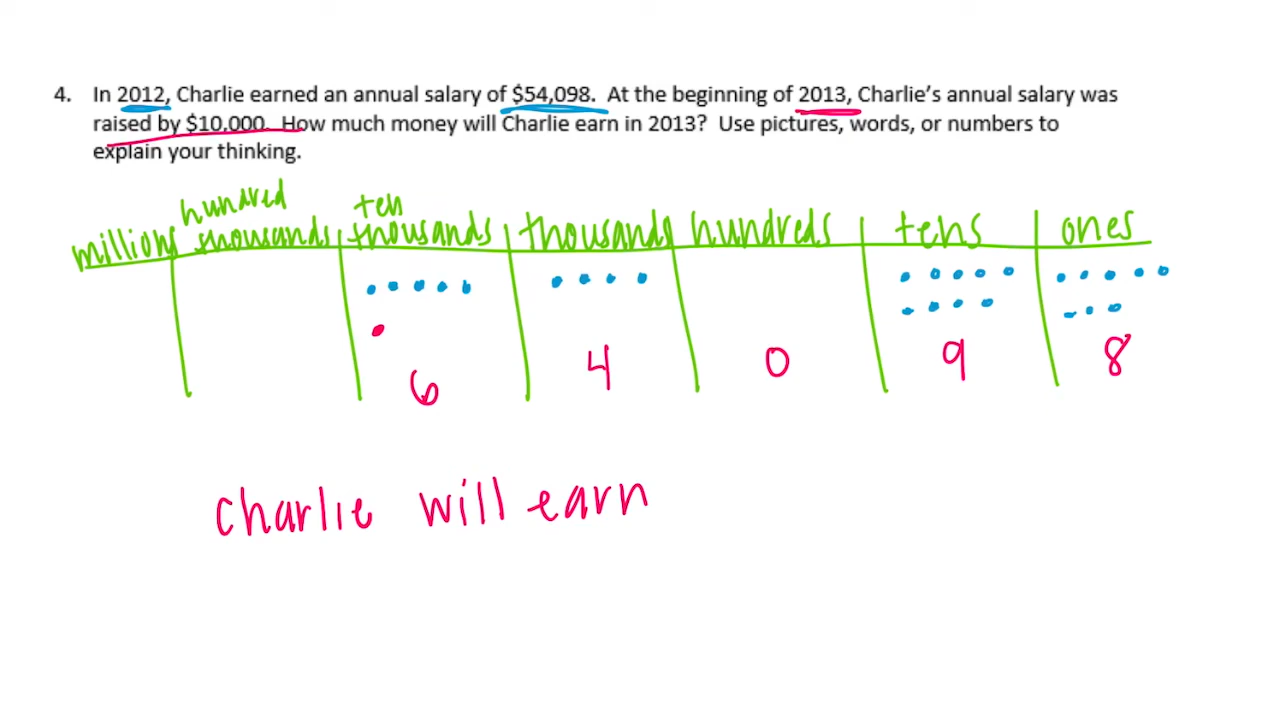 4. In 2012, Charlie earned an annual salary of $54,098. At the beginning of 2013, Charlie's annual salary was
raised by $10,000. How much money will Charlie earn in 2013? Use pictures, words, or numbers to
explain your thinking.
millions hundred thousands ten thousands thousands hundreds tens ones
6 4 0 9 8
Charlie will earn